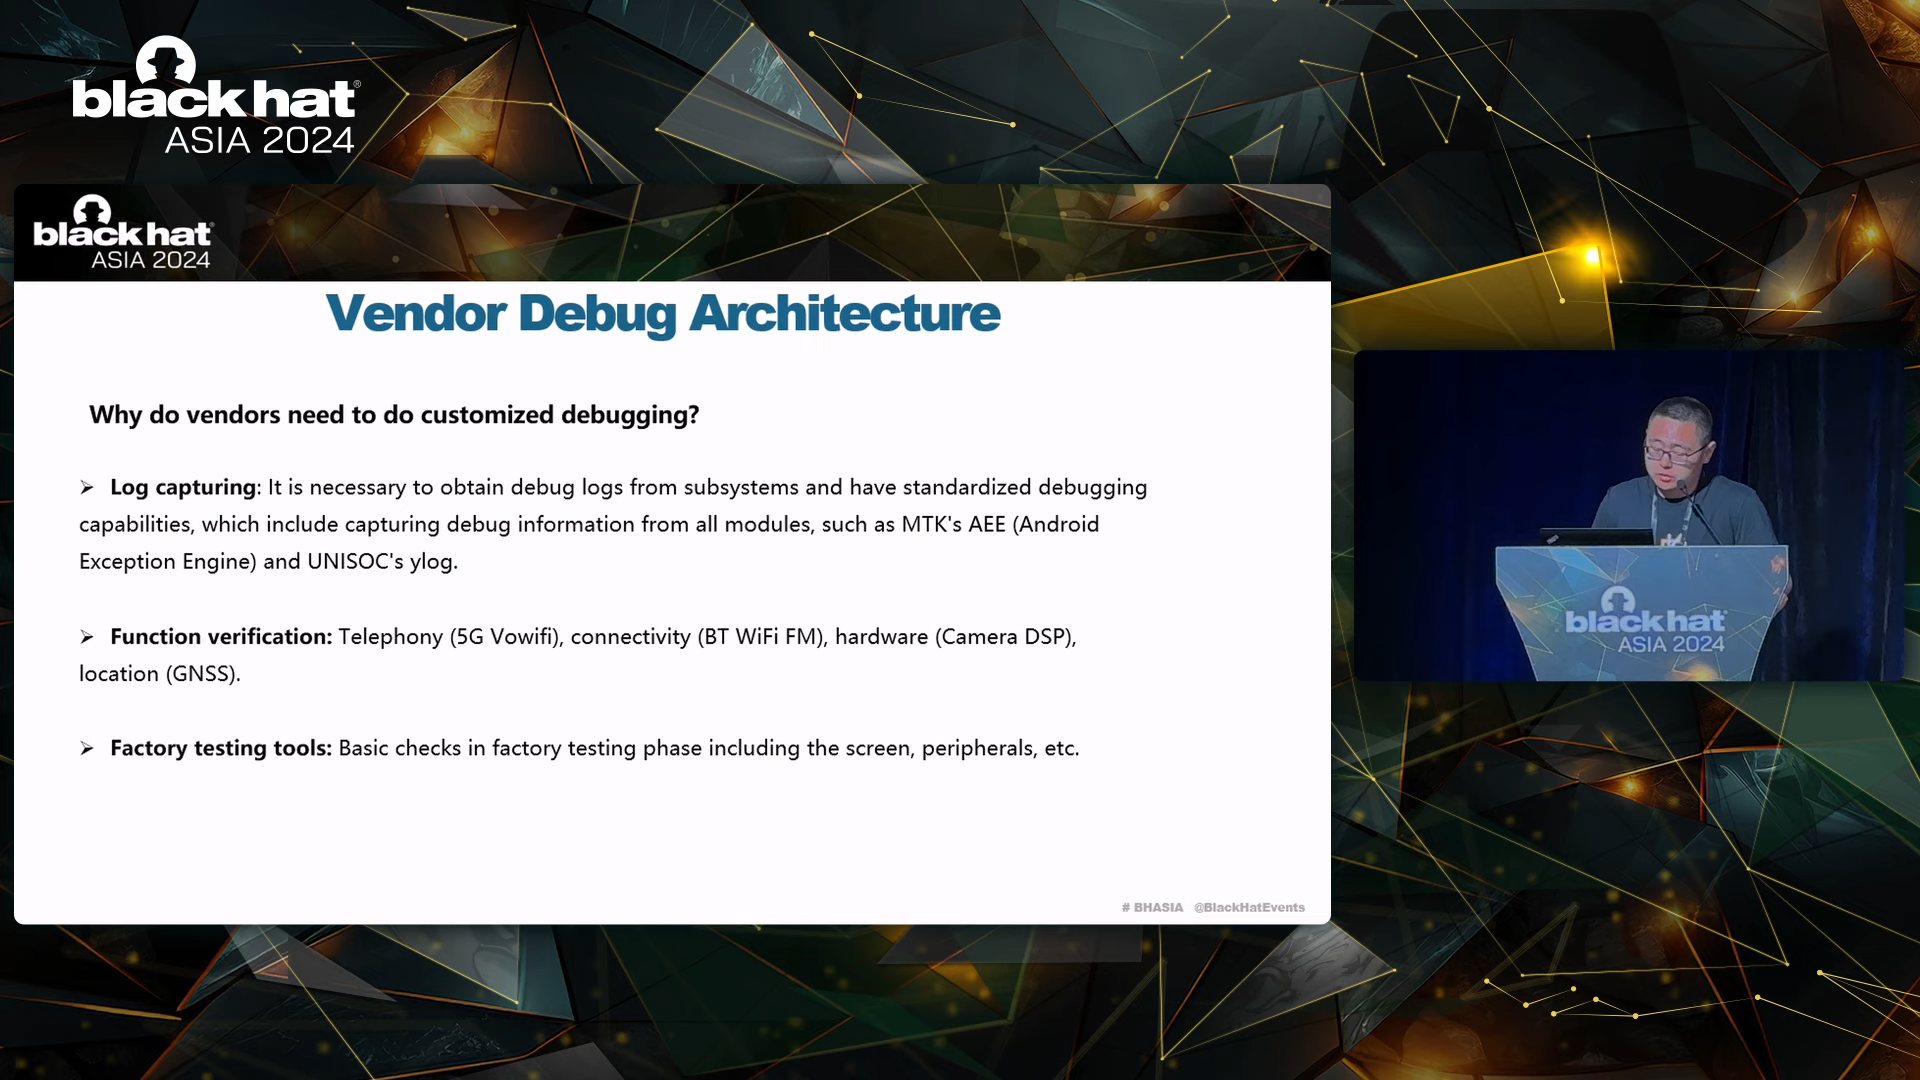 black hat®
ASIA 2024
black hat
ASIA 2024
Vendor Debug Architecture
Why do vendors need to do customized debugging?
➢ Log capturing: It is necessary to obtain debug logs from subsystems and have standardized debugging
capabilities, which include capturing debug information from all modules, such as MTK's AEE (Android
Exception Engine) and UNISOC's ylog.
➢ Function verification: Telephony (5G Vowifi), connectivity (BT WiFi FM), hardware (Camera DSP),
location (GNSS).
➢ Factory testing tools: Basic checks in factory testing phase including the screen, peripherals, etc.
# BHASIA @BlackHatEvents
black hat
ASIA 2024